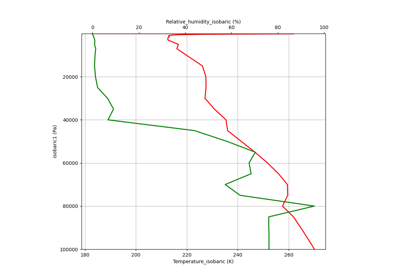 Relative_humidity_isobaric (%)
0 20 40 60 80 100
20000
40000
60000
80000
100000
isobaric1 (Pa)
180 200 220 240 260
Temperature_isobaric (K)